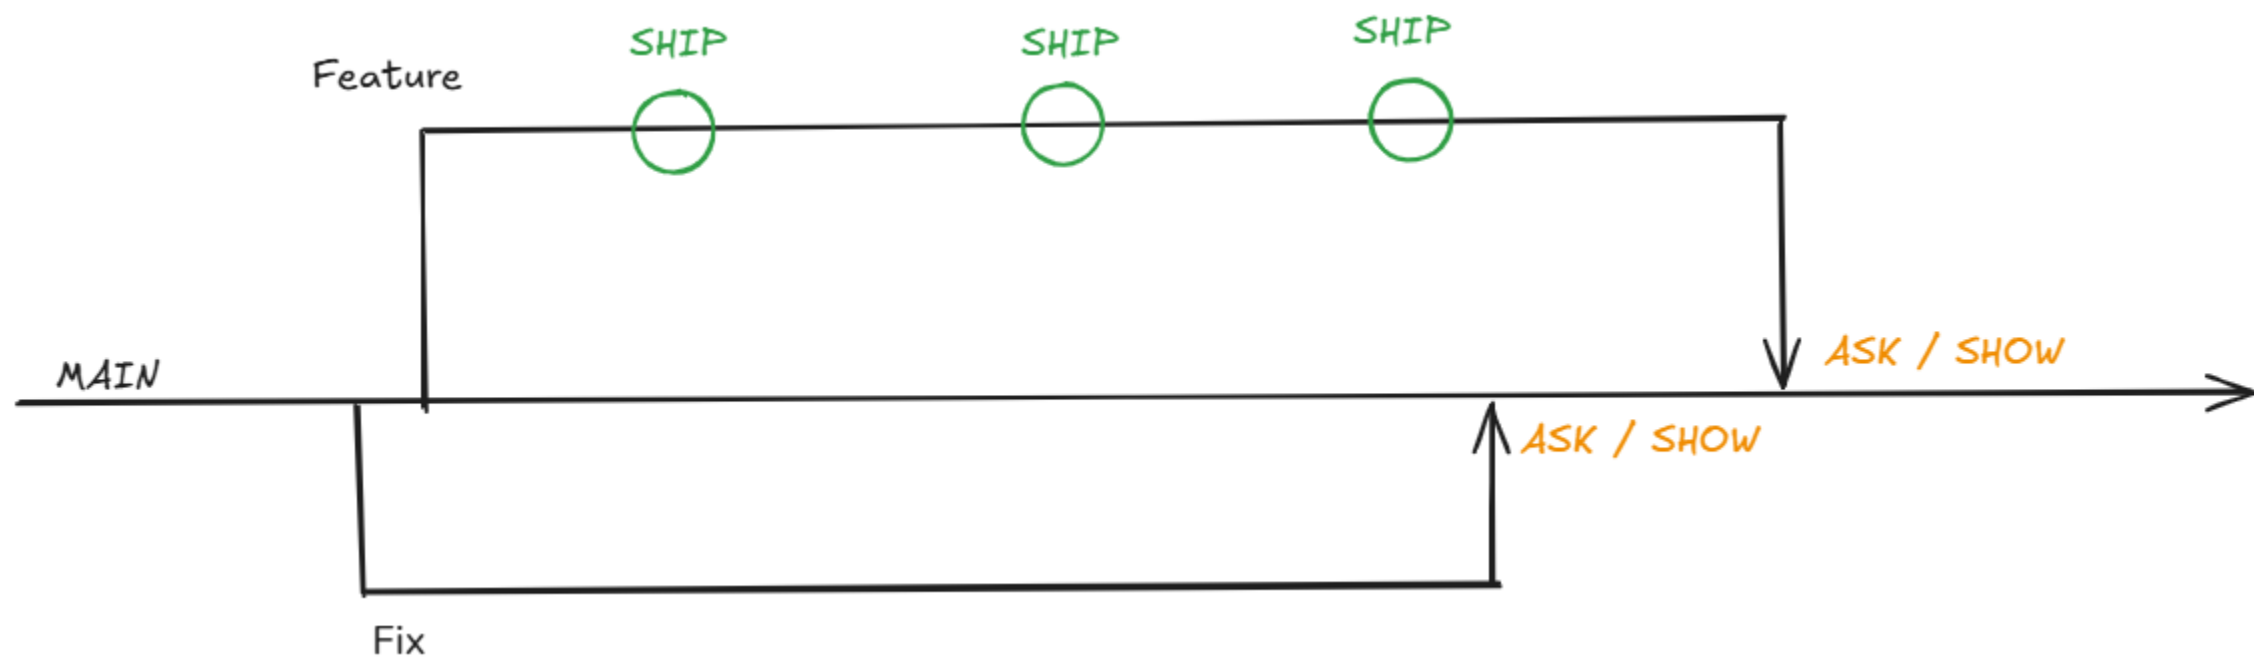 SHIP
SHIP
SHIP
Feature
MAIN
ASK / SHOW
ASK / SHOW
Fix